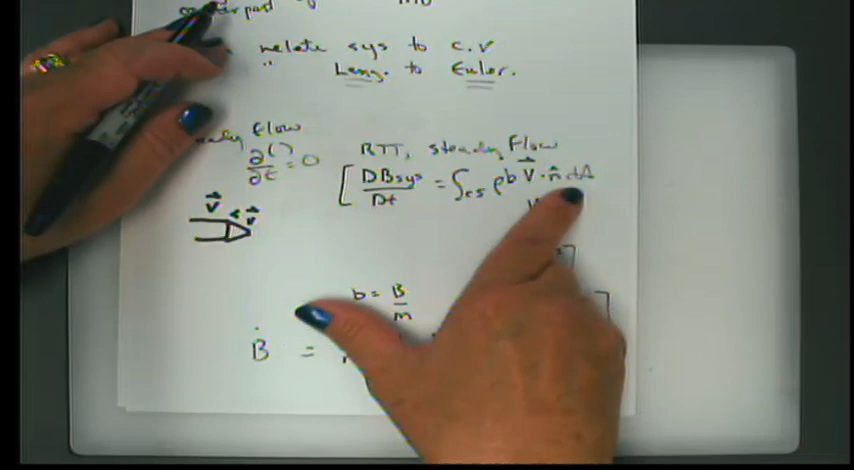 relate sys to c.v
" Lang. to Euler.
flow
∂( )/∂t = 0 RTT, steady flow
[ DBsys/Dt = ∫cs ρb V⃗·n̂ dA
V⃗ V⃗
b = B/m
Ḃ =